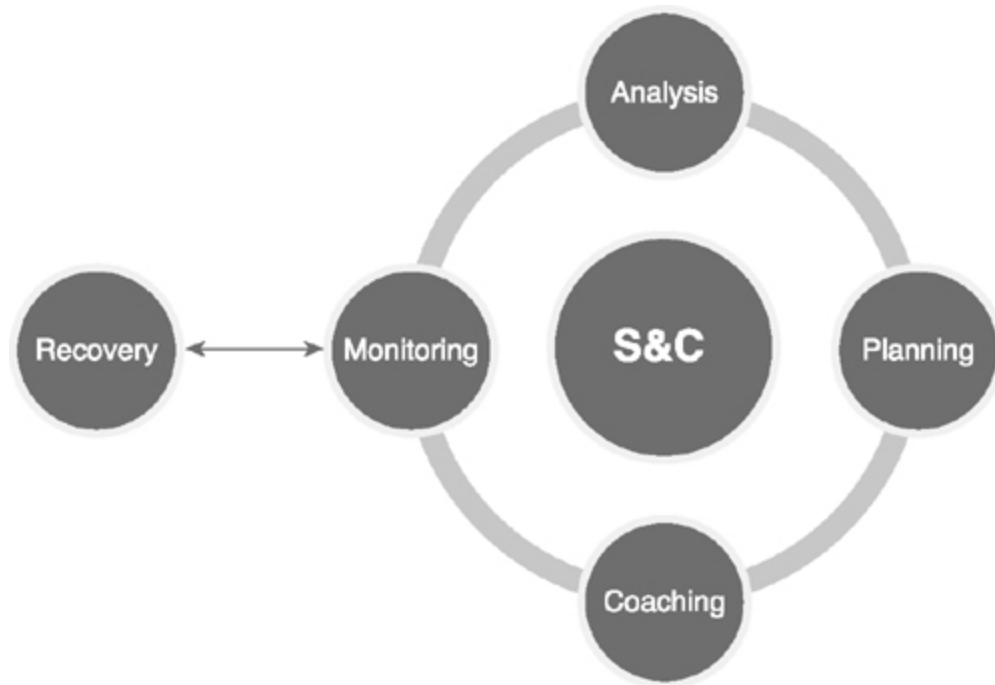 Analysis
Recovery
Monitoring
S&C
Planning
Coaching